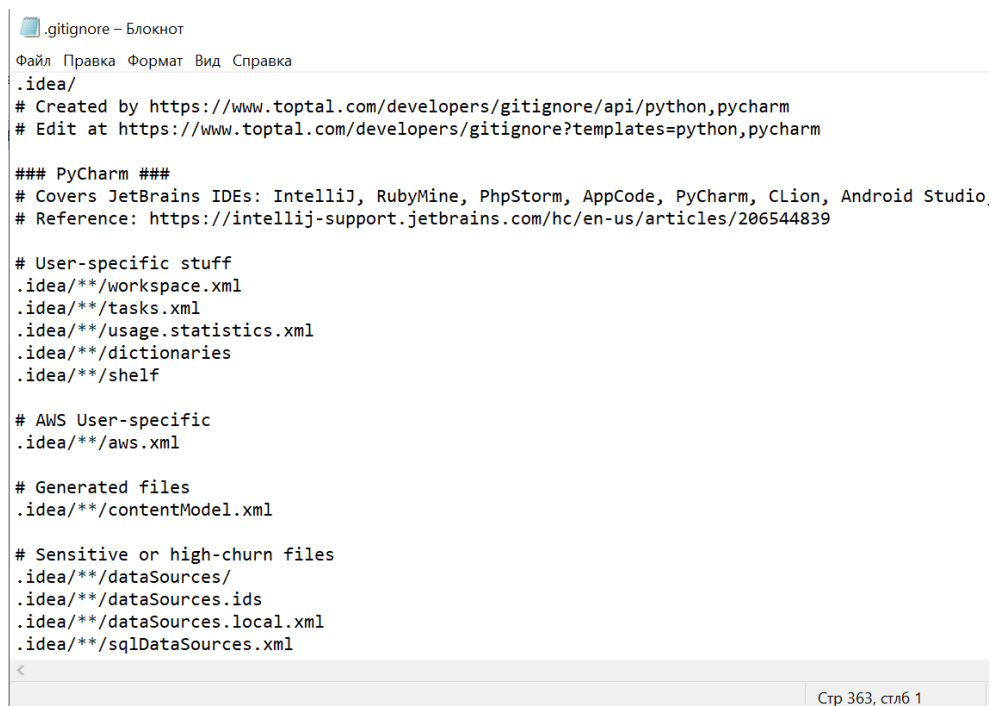 .gitignore – Блокнот
Файл Правка Формат Вид Справка
.idea/
# Created by https://www.toptal.com/developers/gitignore/api/python,pycharm
# Edit at https://www.toptal.com/developers/gitignore?templates=python,pycharm
### PyCharm ###
# Covers JetBrains IDEs: IntelliJ, RubyMine, PhpStorm, AppCode, PyCharm, CLion, Android Studio,
# Reference: https://intellij-support.jetbrains.com/hc/en-us/articles/206544839
# User-specific stuff
.idea/**/workspace.xml
.idea/**/tasks.xml
.idea/**/usage.statistics.xml
.idea/**/dictionaries
.idea/**/shelf
# AWS User-specific
.idea/**/aws.xml
# Generated files
.idea/**/contentModel.xml
# Sensitive or high-churn files
.idea/**/dataSources/
.idea/**/dataSources.ids
.idea/**/dataSources.local.xml
.idea/**/sqlDataSources.xml
Стр 363, стлб 1